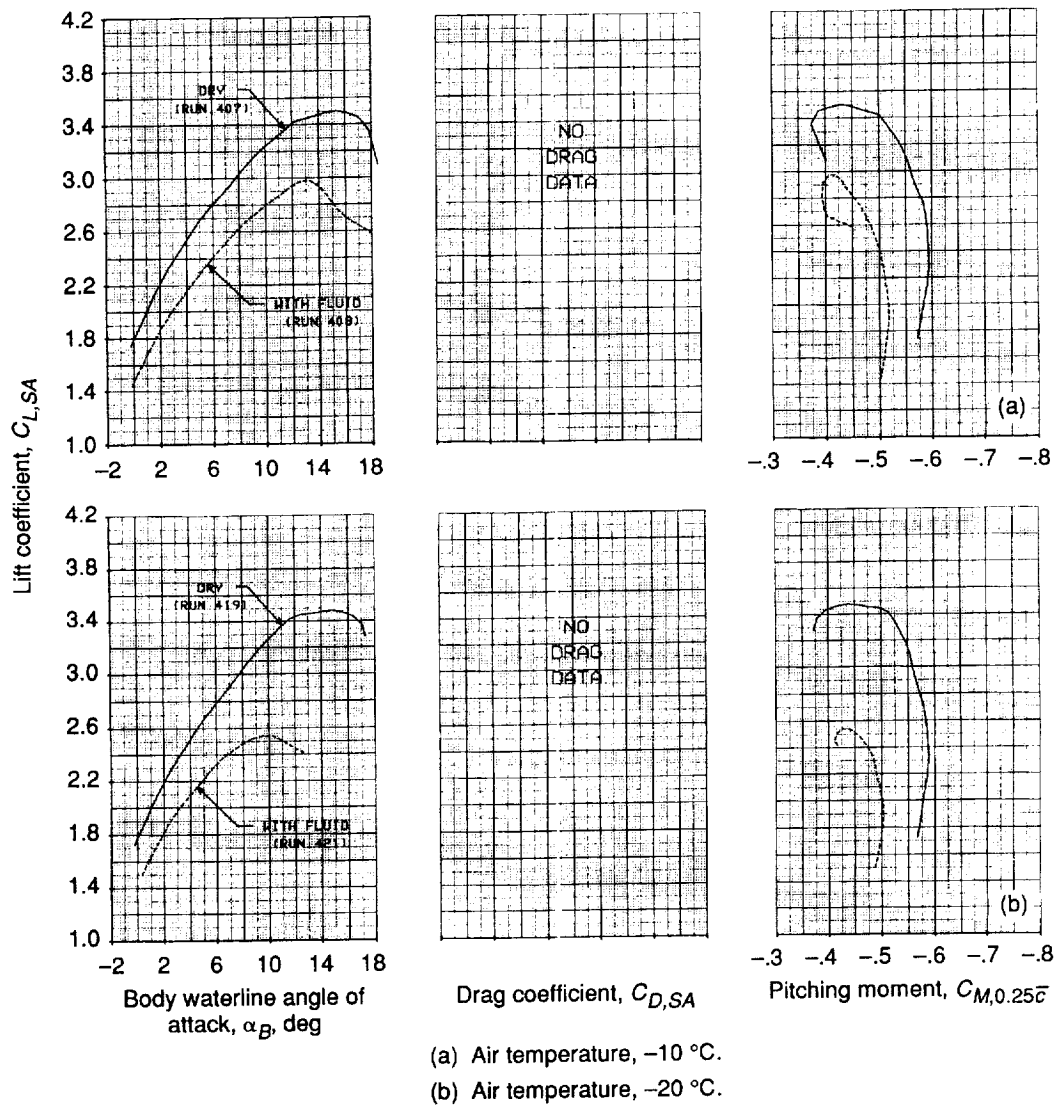 Lift coefficient, C_L,SA
4.2
3.8
3.4
3.0
2.6
2.2
1.8
1.4
1.0
DRY
(RUN 407)
WITH FLUID
(RUN 408)
–2 2 6 10 14 18
NO
DRAG
DATA
(a)
–.3 –.4 –.5 –.6 –.7 –.8
4.2
3.8
3.4
3.0
2.6
2.2
1.8
1.4
1.0
DRY
(RUN 419)
WITH FLUID
(RUN 421)
–2 2 6 10 14 18
Body waterline angle of
attack, α_B, deg
NO
DRAG
DATA
Drag coefficient, C_D,SA
(b)
–.3 –.4 –.5 –.6 –.7 –.8
Pitching moment, C_M,0.25c̅
(a) Air temperature, –10 °C.
(b) Air temperature, –20 °C.